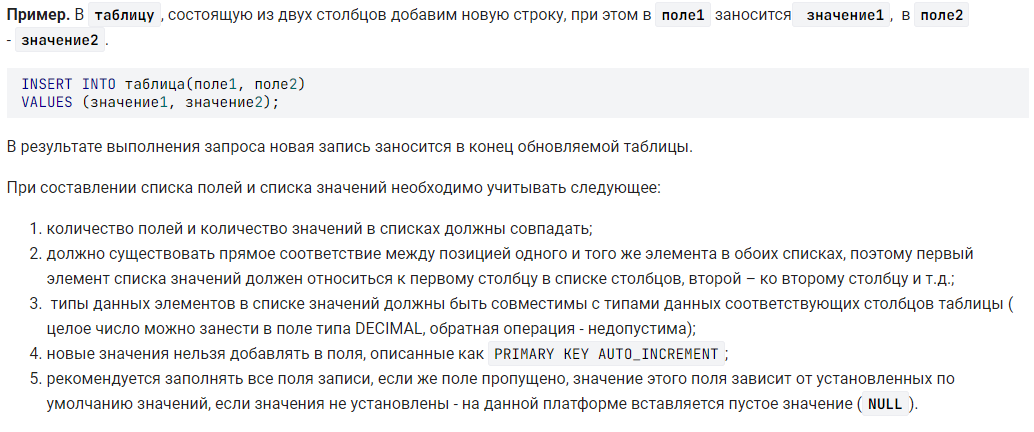 Пример. В таблицу, состоящую из двух столбцов добавим новую строку, при этом в поле1 заносится значение1, в поле2
- значение2.
INSERT INTO таблица(поле1, поле2)
VALUES (значение1, значение2);
В результате выполнения запроса новая запись заносится в конец обновляемой таблицы.
При составлении списка полей и списка значений необходимо учитывать следующее:
1. количество полей и количество значений в списках должны совпадать;
2. должно существовать прямое соответствие между позицией одного и того же элемента в обоих списках, поэтому первый
элемент списка значений должен относиться к первому столбцу в списке столбцов, второй – ко второму столбцу и т.д.;
3. типы данных элементов в списке значений должны быть совместимы с типами данных соответствующих столбцов таблицы (
целое число можно занести в поле типа DECIMAL, обратная операция - недопустима);
4. новые значения нельзя добавлять в поля, описанные как PRIMARY KEY AUTO_INCREMENT;
5. рекомендуется заполнять все поля записи, если же поле пропущено, значение этого поля зависит от установленных по
умолчанию значений, если значения не установлены - на данной платформе вставляется пустое значение (NULL).